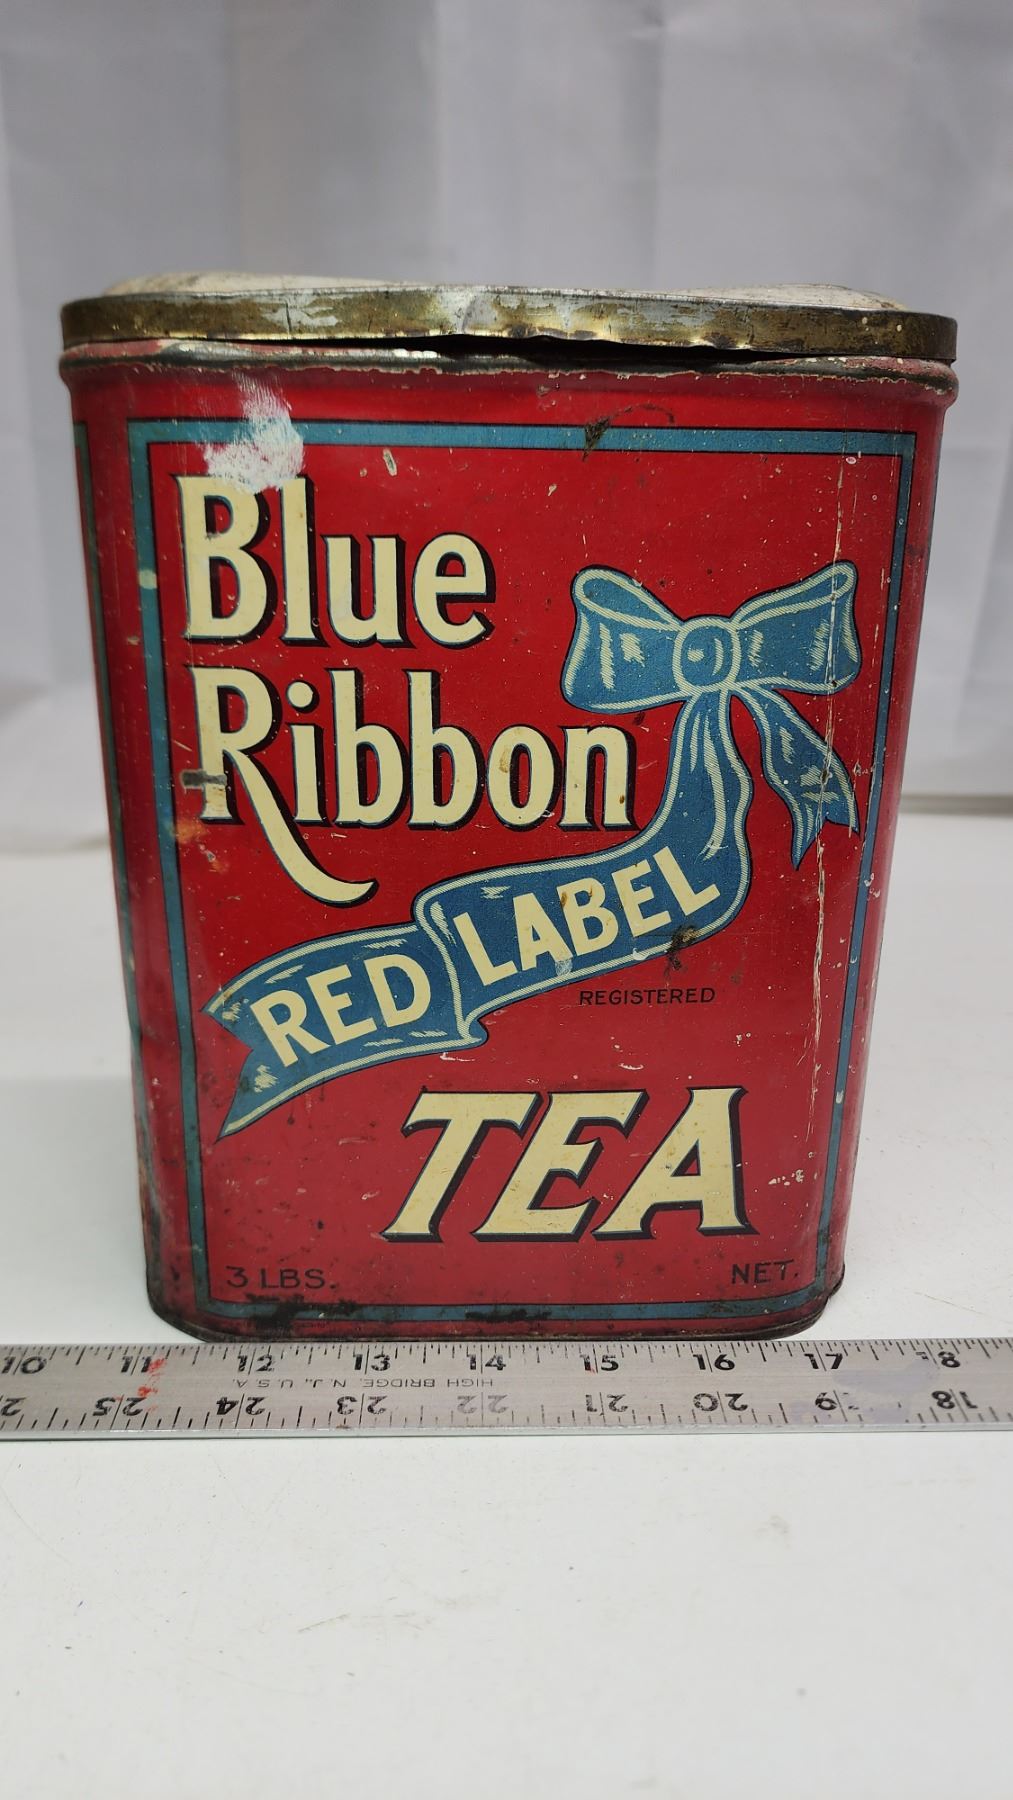 Blue
Ribbon
RED LABEL
REGISTERED
TEA
3 LBS. NET.
10 11 12 13 14 15 16 17 18
HIGH BRIDGE, N.J., U.S.A.
25 24 23 22 21 20 19 18